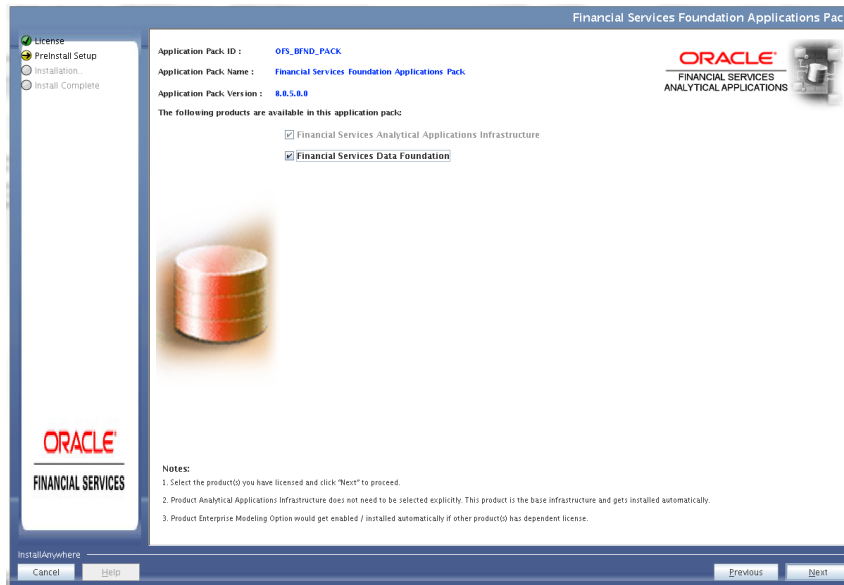 Financial Services Foundation Applications Pac
License
PreInstall Setup
Installation...
Install Complete
Application Pack ID : OFS_BFND_PACK
Application Pack Name : Financial Services Foundation Applications Pack
Application Pack Version : 8.0.5.0.0
The following products are available in this application pack:
ORACLE®
FINANCIAL SERVICES
ANALYTICAL APPLICATIONS
Financial Services Analytical Applications Infrastructure
Financial Services Data Foundation
ORACLE®
FINANCIAL SERVICES
Notes:
1. Select the product(s) you have licensed and click "Next" to proceed.
2. Product Analytical Applications Infrastructure does not need to be selected explicitly. This product is the base infrastructure and gets installed automatically.
3. Product Enterprise Modeling Option would get enabled / installed automatically if other product(s) has dependent license.
InstallAnywhere
Cancel Help Previous Next